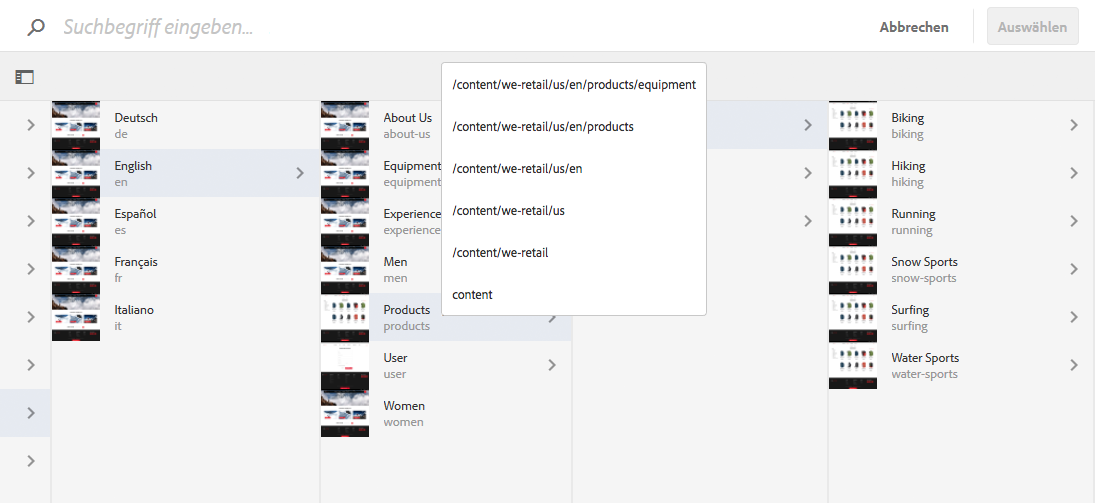 Suchbegriff eingeben...
Abbrechen
Auswählen
/content/we-retail/us/en/products/equipment
/content/we-retail/us/en/products
/content/we-retail/us/en
/content/we-retail/us
/content/we-retail
content
Deutsch
de
English
en
Español
es
Français
fr
Italiano
it
About Us
about-us
Equipment
equipment
Experience
experience
Men
men
Products
products
User
user
Women
women
Biking
biking
Hiking
hiking
Running
running
Snow Sports
snow-sports
Surfing
surfing
Water Sports
water-sports